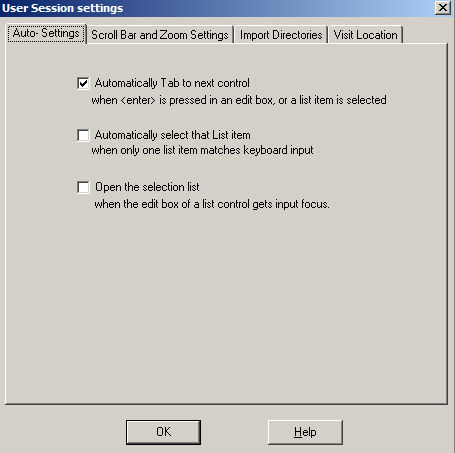 User Session settings
Auto- Settings
Scroll Bar and Zoom Settings
Import Directories
Visit Location
Automatically Tab to next control
when <enter> is pressed in an edit box, or a list item is selected
Automatically select that List item
when only one list item matches keyboard input
Open the selection list
when the edit box of a list control gets input focus.
OK
Help